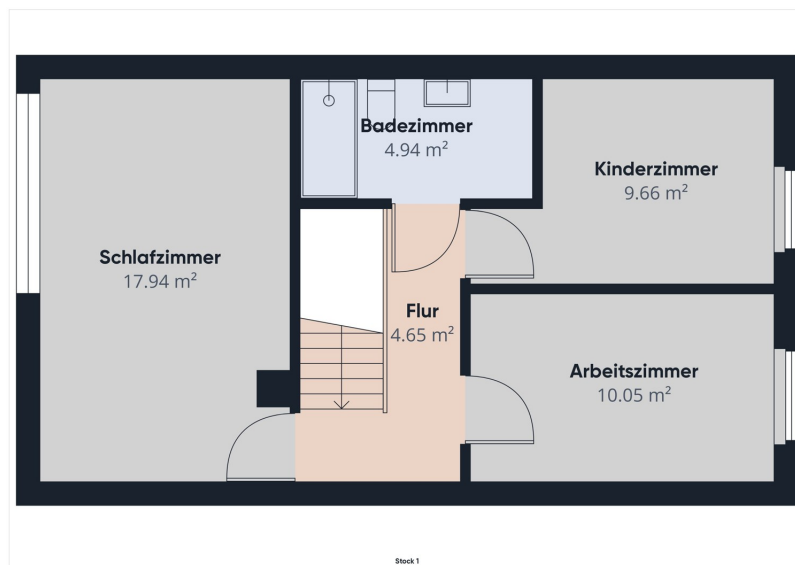 Badezimmer
4.94 m²
Kinderzimmer
9.66 m²
Schlafzimmer
17.94 m²
Flur
4.65 m²
Arbeitszimmer
10.05 m²
Stock 1